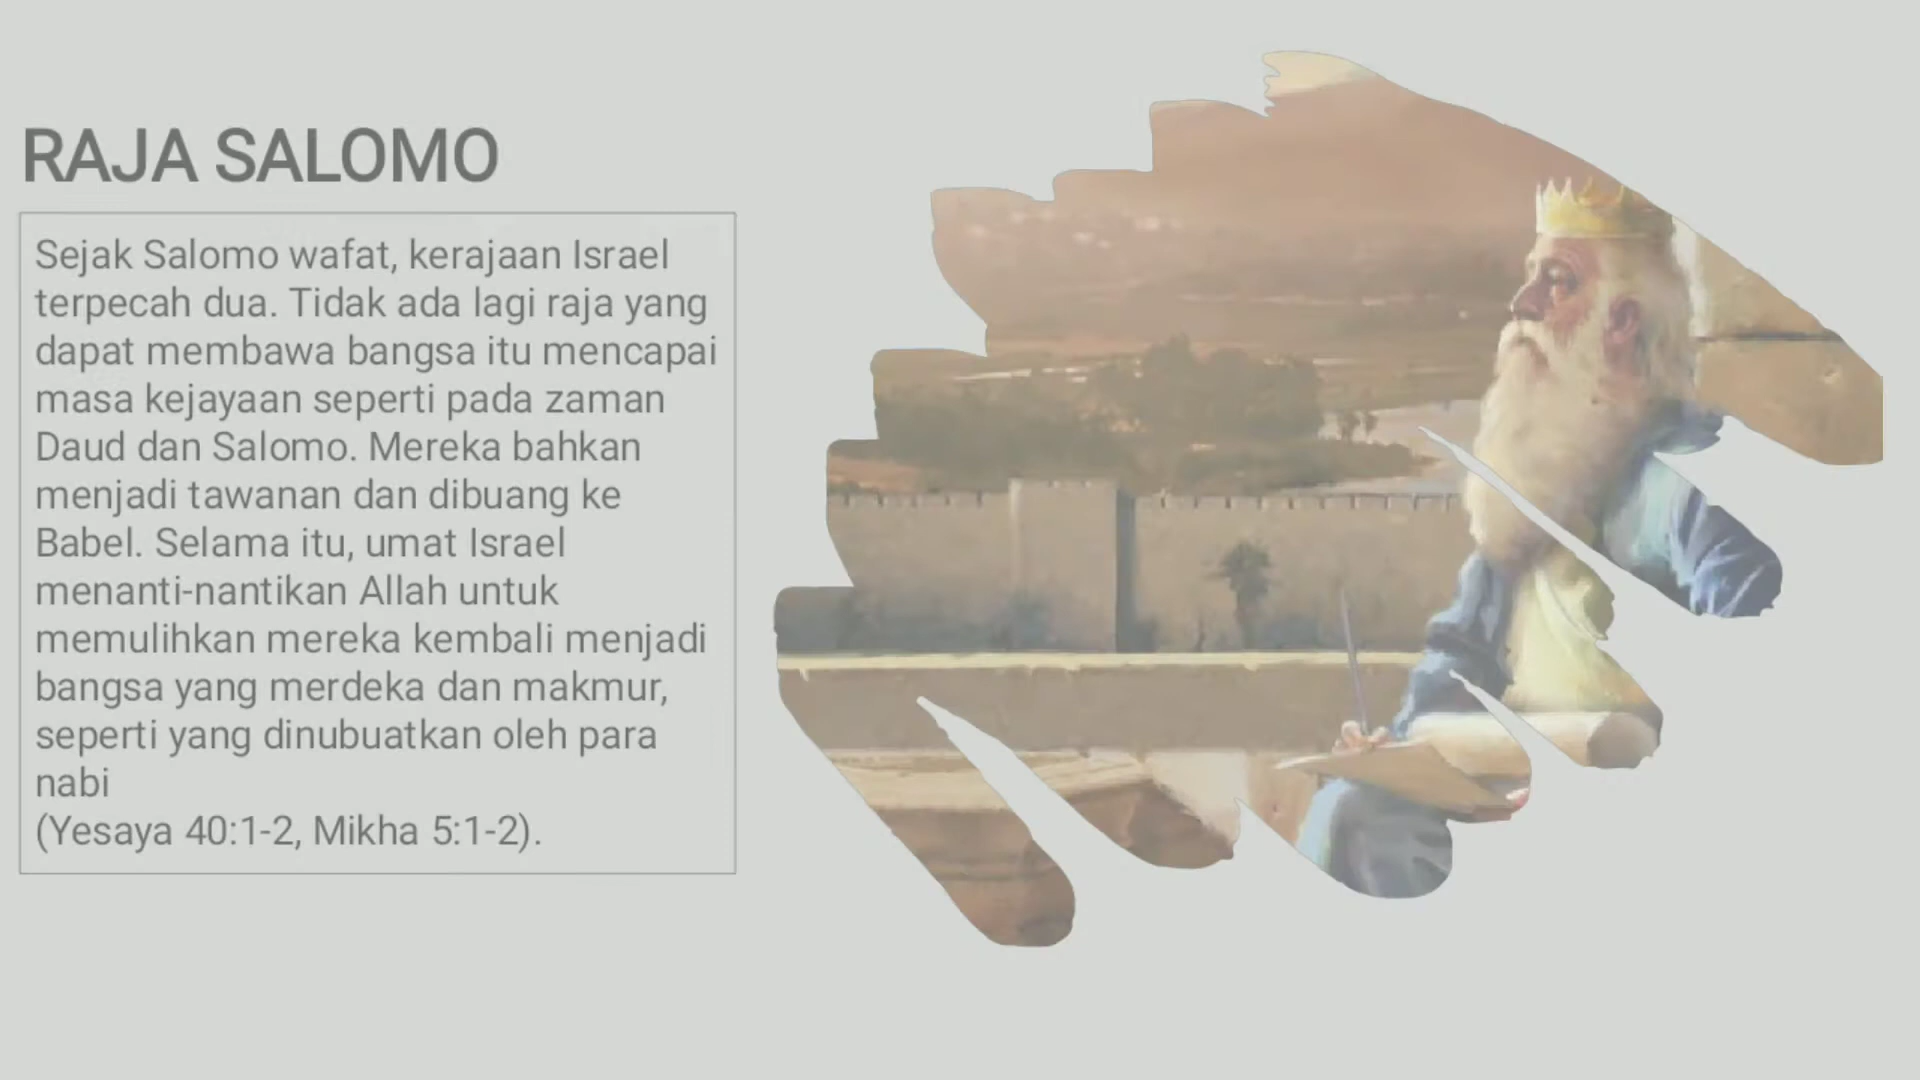 RAJA SALOMO
Sejak Salomo wafat, kerajaan Israel
terpecah dua. Tidak ada lagi raja yang
dapat membawa bangsa itu mencapai
masa kejayaan seperti pada zaman
Daud dan Salomo. Mereka bahkan
menjadi tawanan dan dibuang ke
Babel. Selama itu, umat Israel
menanti-nantikan Allah untuk
memulihkan mereka kembali menjadi
bangsa yang merdeka dan makmur,
seperti yang dinubuatkan oleh para
nabi
(Yesaya 40:1-2, Mikha 5:1-2).